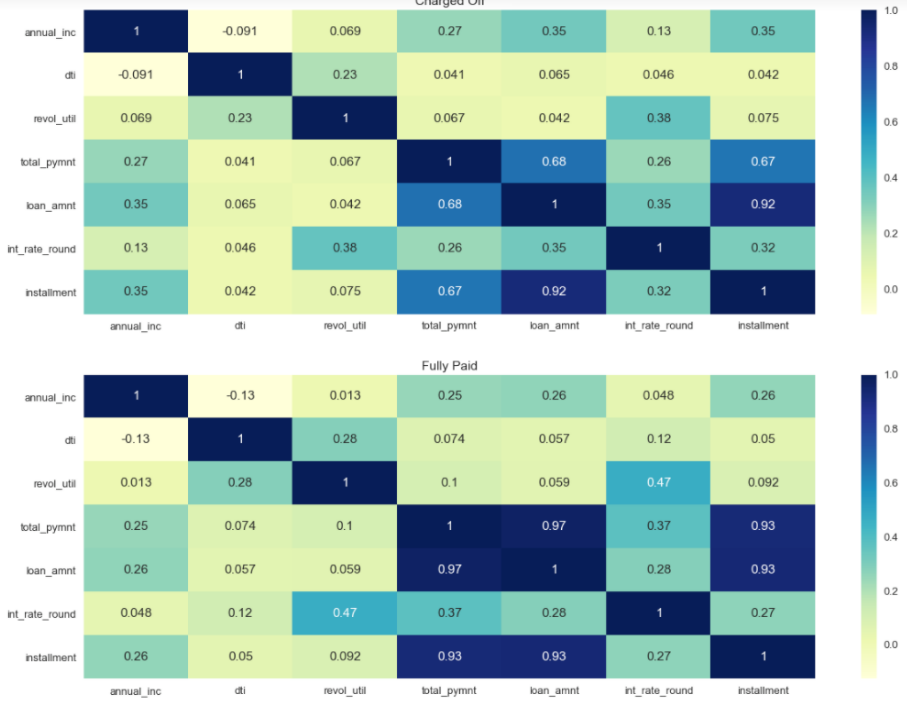 Charged Off
annual_inc 1 -0.091 0.069 0.27 0.35 0.13 0.35
dti -0.091 1 0.23 0.041 0.065 0.046 0.042
revol_util 0.069 0.23 1 0.067 0.042 0.38 0.075
total_pymnt 0.27 0.041 0.067 1 0.68 0.26 0.67
loan_amnt 0.35 0.065 0.042 0.68 1 0.35 0.92
int_rate_round 0.13 0.046 0.38 0.26 0.35 1 0.32
installment 0.35 0.042 0.075 0.67 0.92 0.32 1
annual_inc dti revol_util total_pymnt loan_amnt int_rate_round installment
1.0
0.8
0.6
0.4
0.2
0.0
Fully Paid
annual_inc 1 -0.13 0.013 0.25 0.26 0.048 0.26
dti -0.13 1 0.28 0.074 0.057 0.12 0.05
revol_util 0.013 0.28 1 0.1 0.059 0.47 0.092
total_pymnt 0.25 0.074 0.1 1 0.97 0.37 0.93
loan_amnt 0.26 0.057 0.059 0.97 1 0.28 0.93
int_rate_round 0.048 0.12 0.47 0.37 0.28 1 0.27
installment 0.26 0.05 0.092 0.93 0.93 0.27 1
annual_inc dti revol_util total_pymnt loan_amnt int_rate_round installment
1.0
0.8
0.6
0.4
0.2
0.0